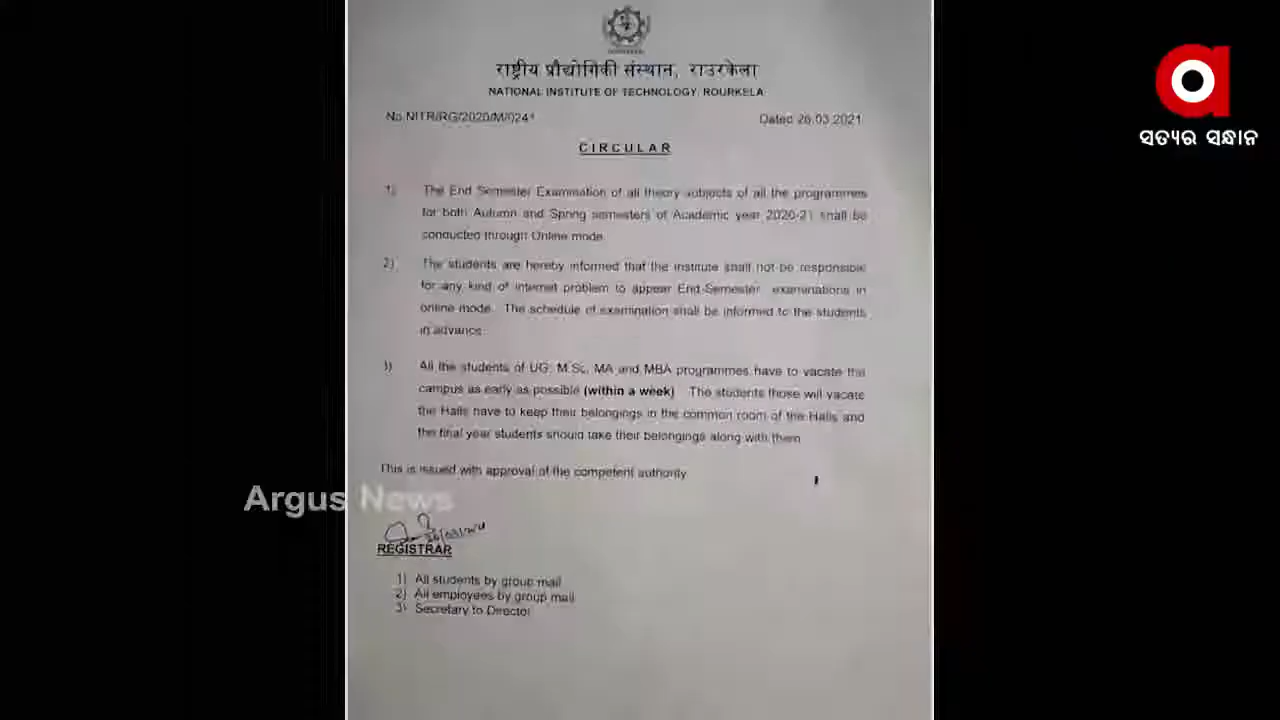 राष्ट्रीय प्रौद्योगिकी संस्थान, राउरकेला
NATIONAL INSTITUTE OF TECHNOLOGY, ROURKELA
No.NITR/RG/2020/M/0241
Dated 26.03.2021
CIRCULAR
1) The End Semester Examination of all theory subjects of all the programmes
for both Autumn and Spring semesters of Academic year 2020-21 shall be
conducted through Online mode.
2) The students are hereby informed that the institute shall not be responsible
for any kind of internet problem to appear End-Semester examinations in
online mode. The schedule of examination shall be informed to the students
in advance.
3) All the students of UG, M.Sc, MA and MBA programmes have to vacate the
campus as early as possible (within a week). The students those will vacate
the Halls have to keep their belongings in the common room of the Halls and
the final year students should take their belongings along with them.
This is issued with approval of the competent authority.
REGISTRAR
1) All students by group mail
2) All employees by group mail
3) Secretary to Director
Argus News
a
ସତ୍ୟର ସନ୍ଧାନ